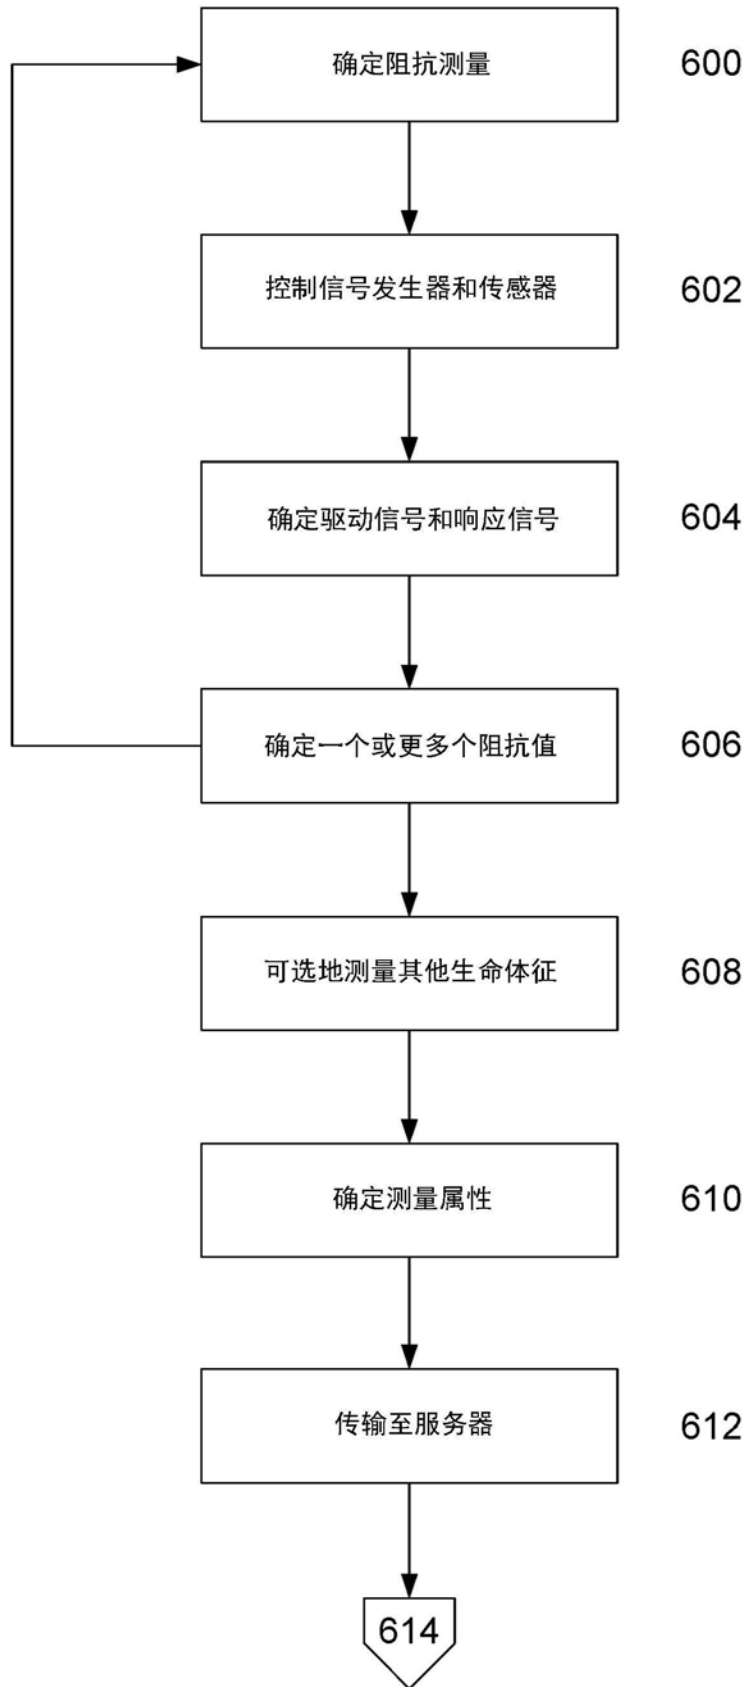 确定阻抗测量 600
控制信号发生器和传感器 602
确定驱动信号和响应信号 604
确定一个或更多个阻抗值 606
可选地测量其他生命体征 608
确定测量属性 610
传输至服务器 612
614